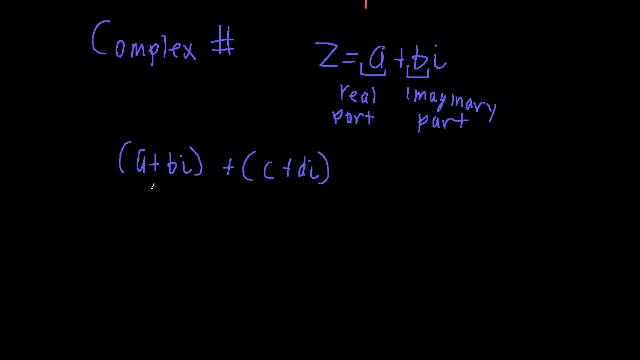 Complex #
Z = a + bi
real part
imaginary part
(a + bi) + (c + di)